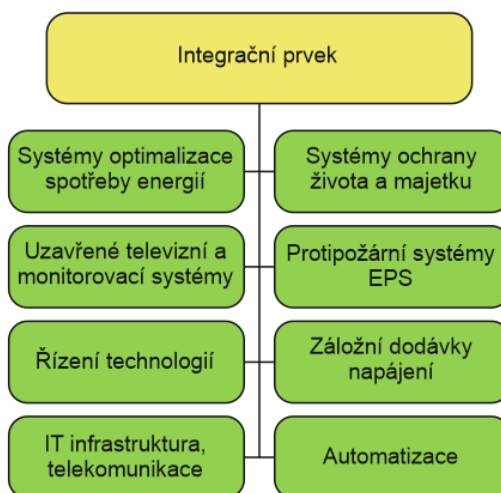 Integrační prvek
Systémy optimalizace
spotřeby energií
Systémy ochrany
života a majetku
Uzavřené televizní a
monitorovací systémy
Protipožární systémy
EPS
Řízení technologií
Záložní dodávky
napájení
IT infrastruktura,
telekomunikace
Automatizace